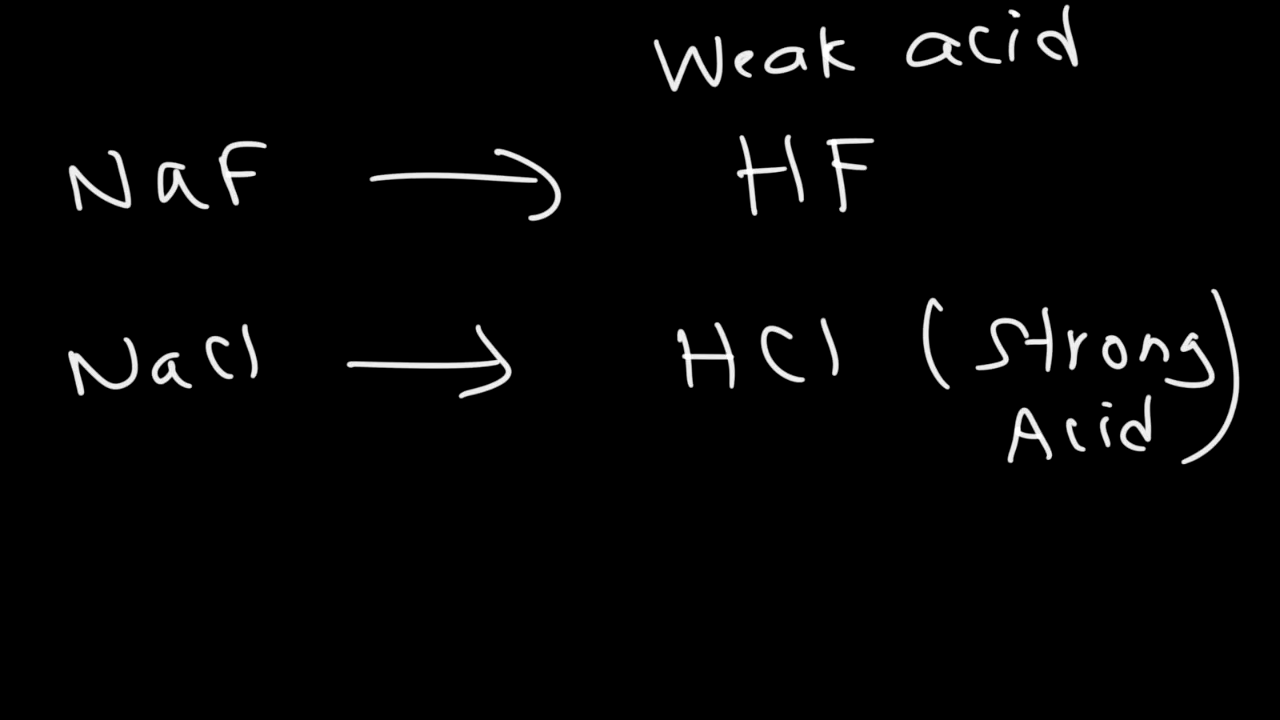 Weak acid
NaF → HF
NaCl → HCl (Strong
Acid)